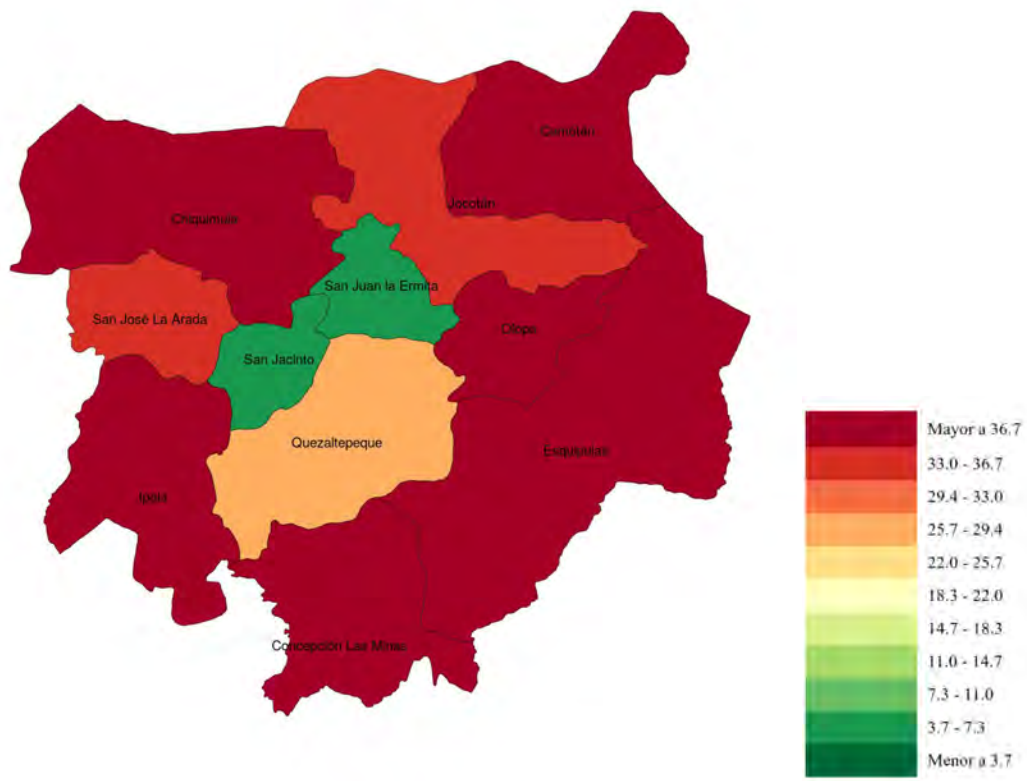 Camotán
Jocotán
Chiquimula
San Juan la Ermita
San José La Arada
Olopa
San Jacinto
Quezaltepeque
Esquipulas
Ipala
Concepción Las Minas
Mayor a 36.7
33.0 - 36.7
29.4 - 33.0
25.7 - 29.4
22.0 - 25.7
18.3 - 22.0
14.7 - 18.3
11.0 - 14.7
7.3 - 11.0
3.7 - 7.3
Menor a 3.7